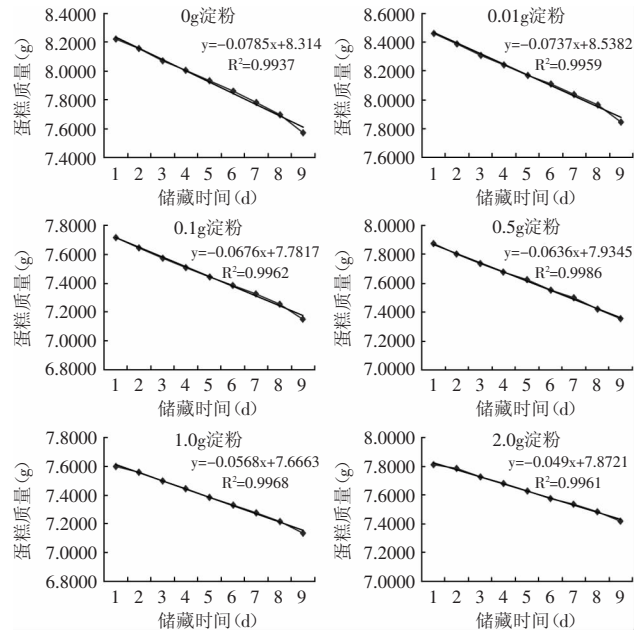 0g淀粉
8.4000
8.2000
8.0000
7.8000
7.6000
7.4000
y=-0.0785x+8.314
R²=0.9937
1 2 3 4 5 6 7 8 9
储藏时间(d)
蛋糕质量(g)
0.01g淀粉
8.6000
8.4000
8.2000
8.0000
7.8000
7.6000
y=-0.0737x+8.5382
R²=0.9959
1 2 3 4 5 6 7 8 9
储藏时间(d)
蛋糕质量(g)
0.1g淀粉
7.8000
7.6000
7.4000
7.2000
7.0000
6.8000
y=-0.0676x+7.7817
R²=0.9962
1 2 3 4 5 6 7 8 9
储藏时间(d)
蛋糕质量(g)
0.5g淀粉
8.0000
7.8000
7.6000
7.4000
7.2000
7.0000
y=-0.0636x+7.9345
R²=0.9986
1 2 3 4 5 6 7 8 9
储藏时间(d)
蛋糕质量(g)
1.0g淀粉
7.8000
7.6000
7.4000
7.2000
7.0000
6.8000
y=-0.0568x+7.6663
R²=0.9968
1 2 3 4 5 6 7 8 9
储藏时间(d)
蛋糕质量(g)
2.0g淀粉
8.0000
7.8000
7.6000
7.4000
7.2000
7.0000
y=-0.049x+7.8721
R²=0.9961
1 2 3 4 5 6 7 8 9
储藏时间(d)
蛋糕质量(g)